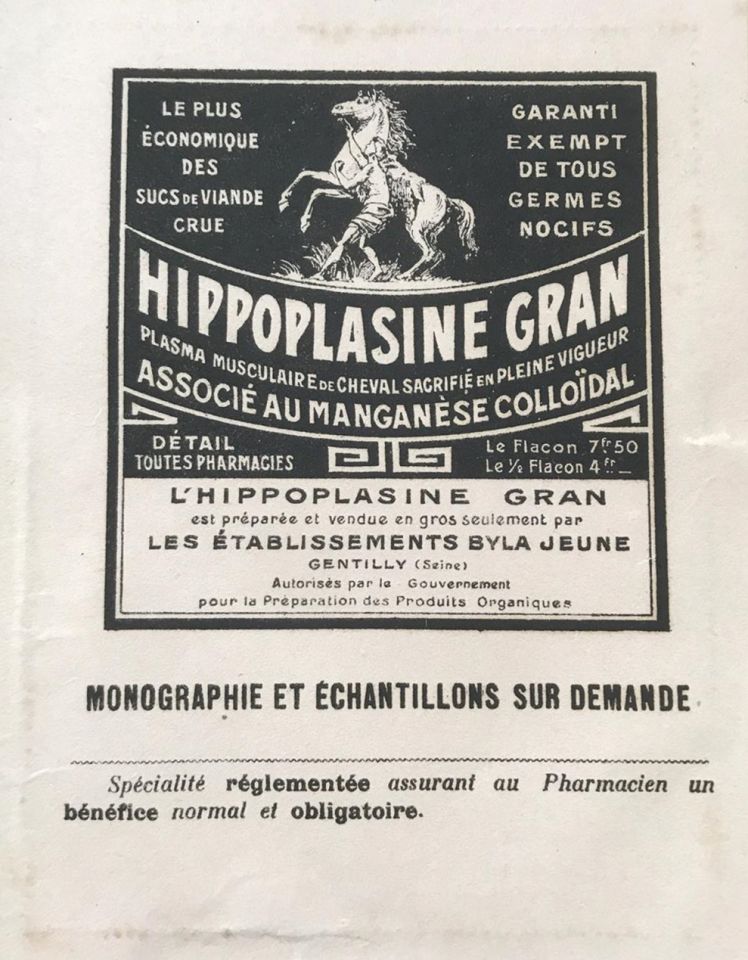 LE PLUS
ÉCONOMIQUE
DES
SUCS DE VIANDE
CRUE
GARANTI
EXEMPT
DE TOUS
GERMES
NOCIFS
HIPPOPLASINE GRAN
PLASMA MUSCULAIRE DE CHEVAL SACRIFIÉ EN PLEINE VIGUEUR
ASSOCIÉ AU MANGANÈSE COLLOÏDAL
DÉTAIL
TOUTES PHARMACIES
Le Flacon 7fr50
Le ½ Flacon 4fr_
L'HIPPOPLASINE GRAN
est préparée et vendue en gros seulement par
LES ÉTABLISSEMENTS BYLA JEUNE
GENTILLY (Seine)
Autorisés par le Gouvernement
pour la Préparation des Produits Organiques
MONOGRAPHIE ET ÉCHANTILLONS SUR DEMANDE
Spécialité réglementée assurant au Pharmacien un
bénéfice normal et obligatoire.